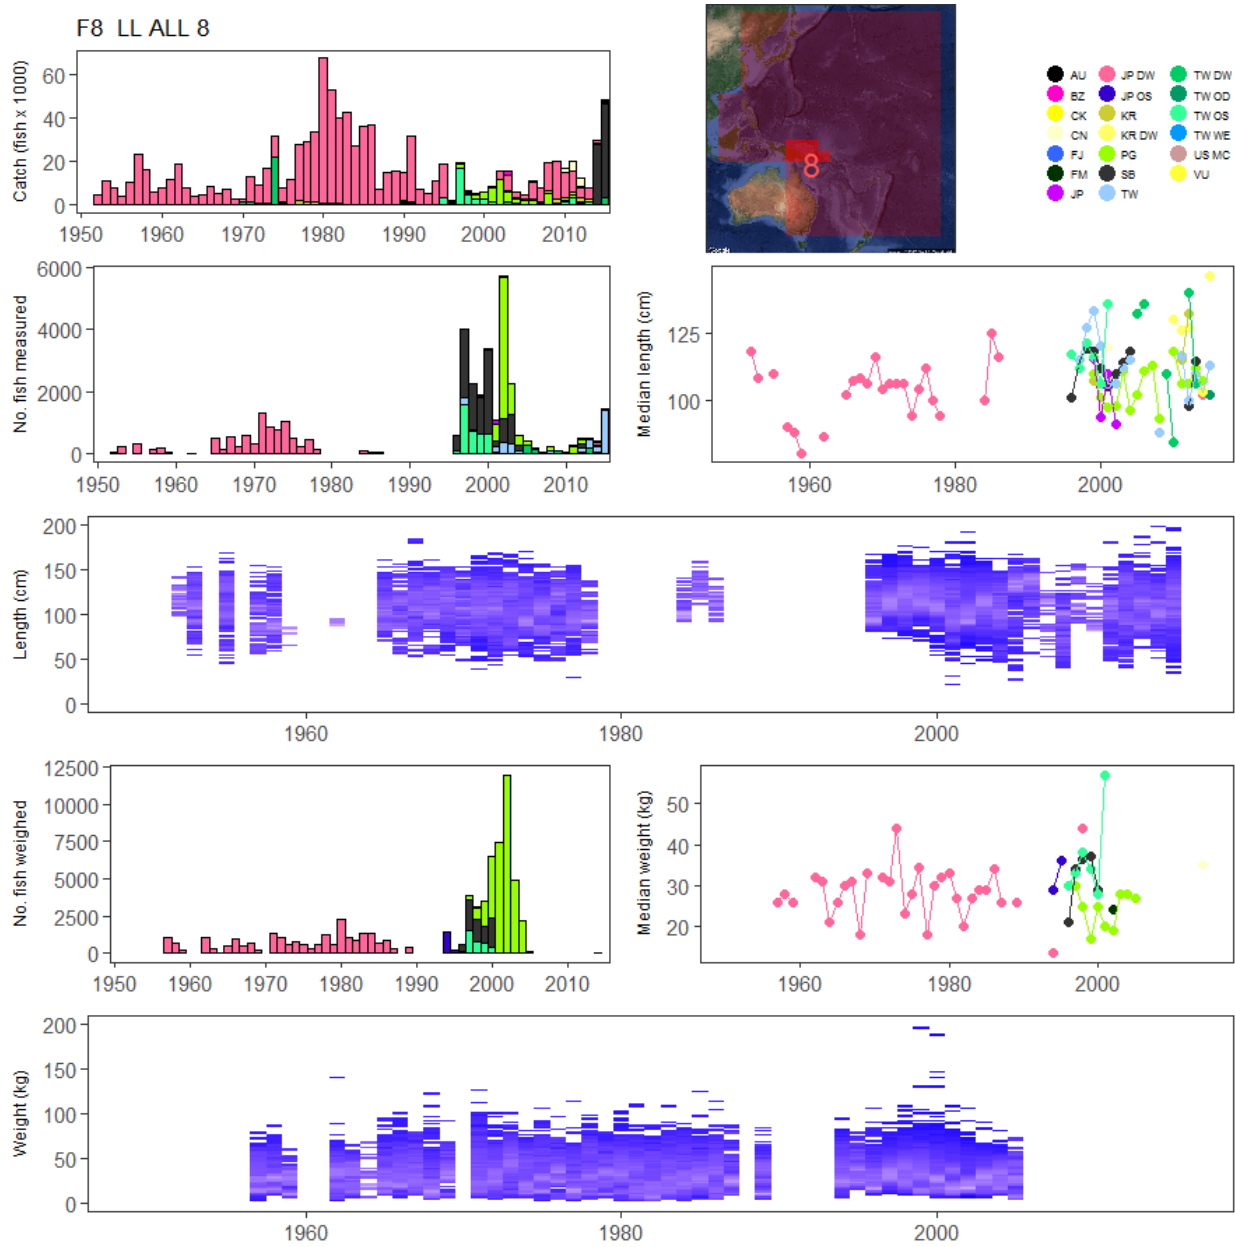 F8 LL ALL 8
Catch (fish x 1000)
60
40
20
0
1950 1960 1970 1980 1990 2000 2010
8
AU JP DW TW DW
BZ JP OS TW OD
CK KR TW OS
CN KR DW TW WE
FJ PG US MC
FM SB VU
JP TW
No. fish measured
6000
4000
2000
0
1950 1960 1970 1980 1990 2000 2010
Median length (cm)
125
100
1960 1980 2000
Length (cm)
200
150
100
50
0
1960 1980 2000
No. fish weighed
12500
10000
7500
5000
2500
0
1950 1960 1970 1980 1990 2000 2010
Median weight (kg)
50
40
30
20
1960 1980 2000
Weight (kg)
200
150
100
50
0
1960 1980 2000